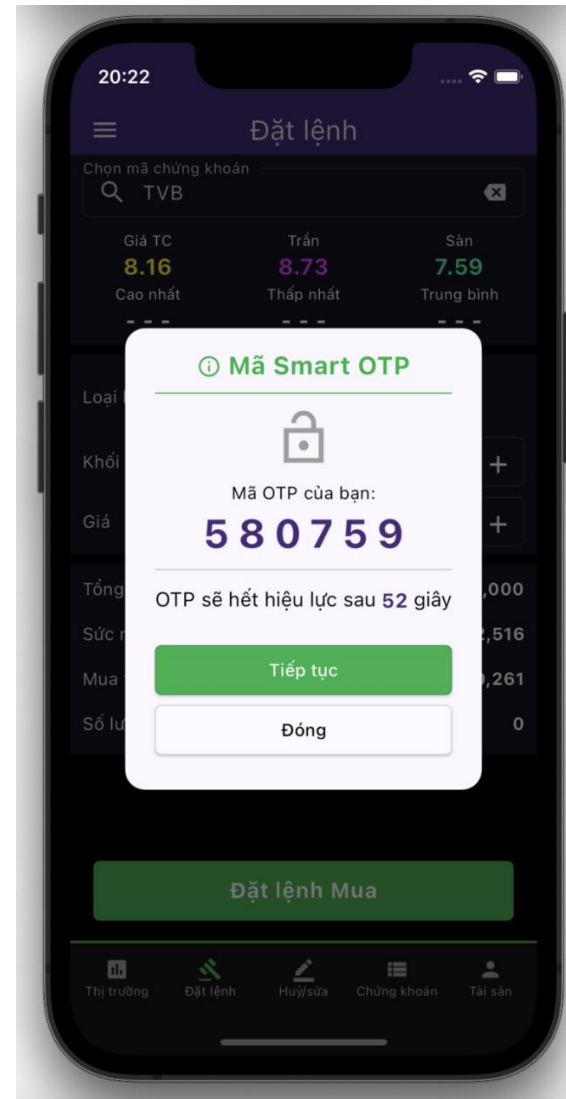 20:22
Đặt lệnh
Chọn mã chứng khoán
TVB
Giá TC Trần Sàn
8.16 8.73 7.59
Cao nhất Thấp nhất Trung bình
--- --- ---
Mã Smart OTP
Loại
Khối
Mã OTP của bạn:
Giá
580759
Tổng ,000
OTP sẽ hết hiệu lực sau 52 giây
Sức ,516
Tiếp tục
Mua ,261
Số lư 0
Đóng
Đặt lệnh Mua
Thị trường Đặt lệnh Huỷ/sửa Chứng khoán Tài sản